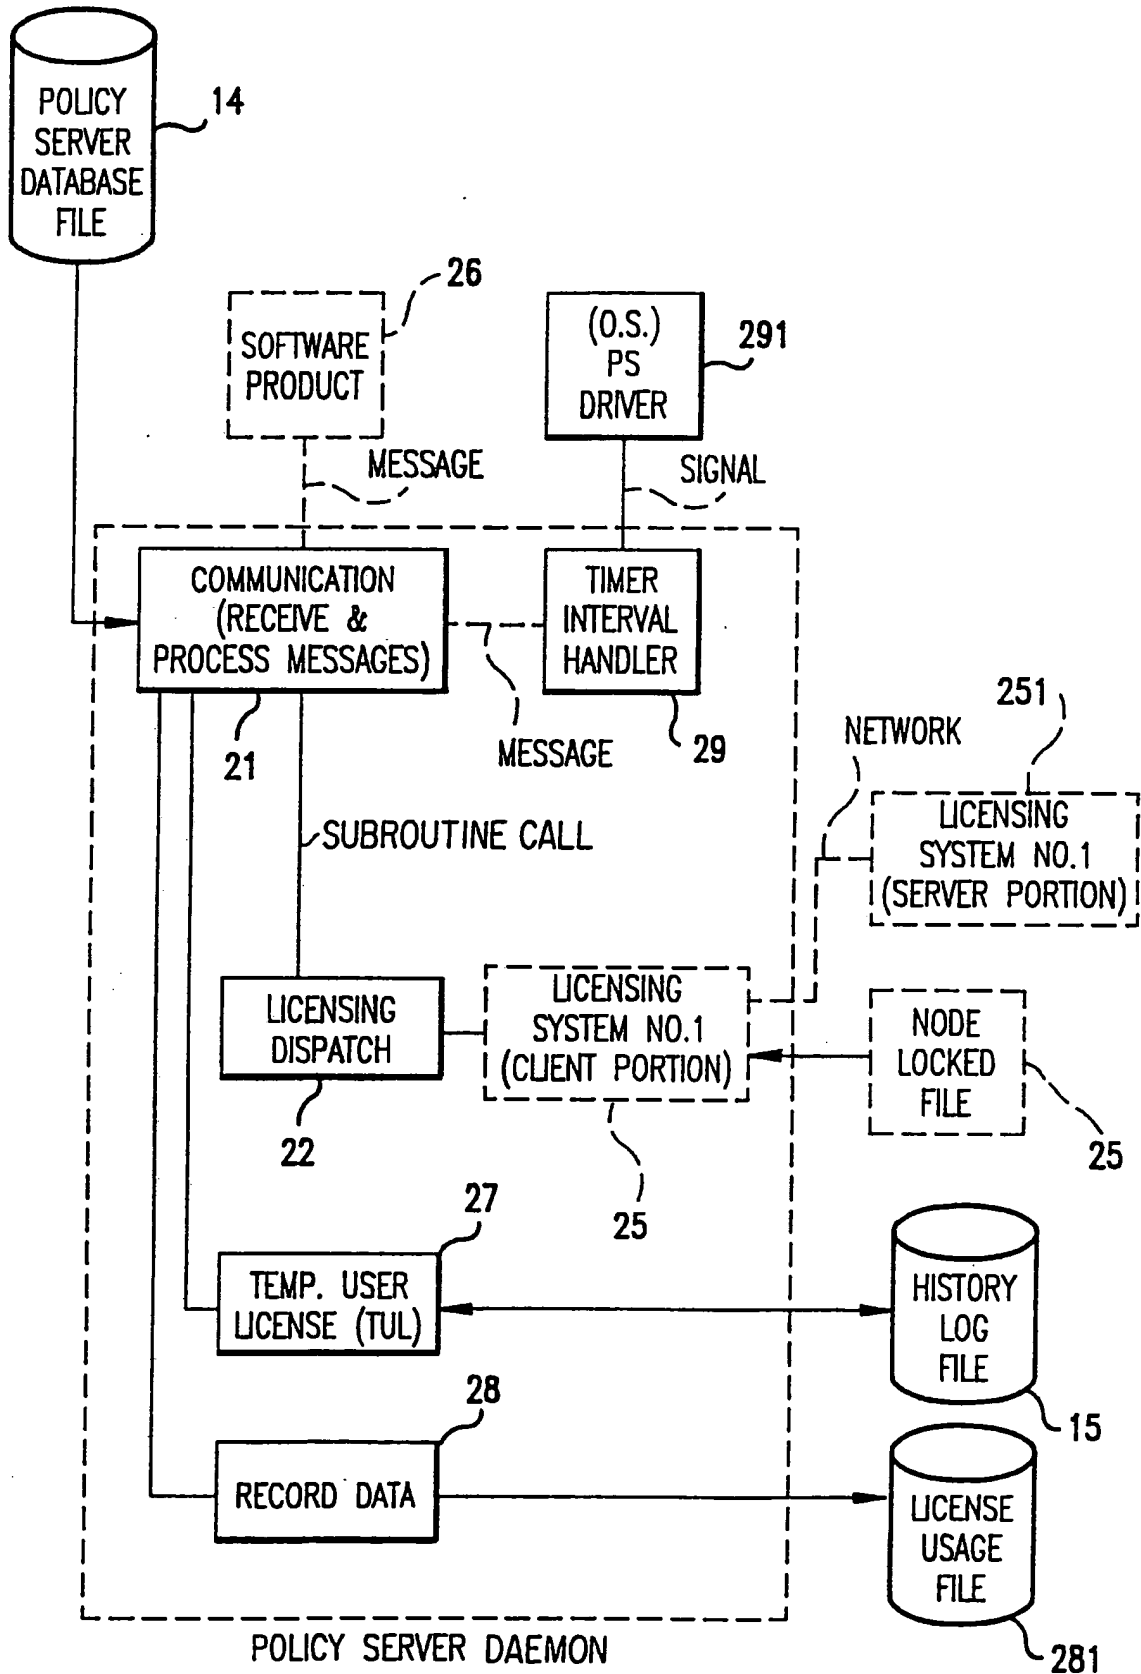 POLICY
SERVER
DATABASE
FILE
14
26
SOFTWARE
PRODUCT
(O.S.)
PS
DRIVER
291
MESSAGE
SIGNAL
COMMUNICATION
(RECEIVE &
PROCESS MESSAGES)
TIMER
INTERVAL
HANDLER
21
MESSAGE
29
251
NETWORK
LICENSING
SYSTEM NO.1
(SERVER PORTION)
SUBROUTINE CALL
LICENSING
DISPATCH
22
LICENSING
SYSTEM NO.1
(CLIENT PORTION)
25
NODE
LOCKED
FILE
25
27
TEMP. USER
LICENSE (TUL)
HISTORY
LOG
FILE
15
28
RECORD DATA
LICENSE
USAGE
FILE
281
POLICY SERVER DAEMON